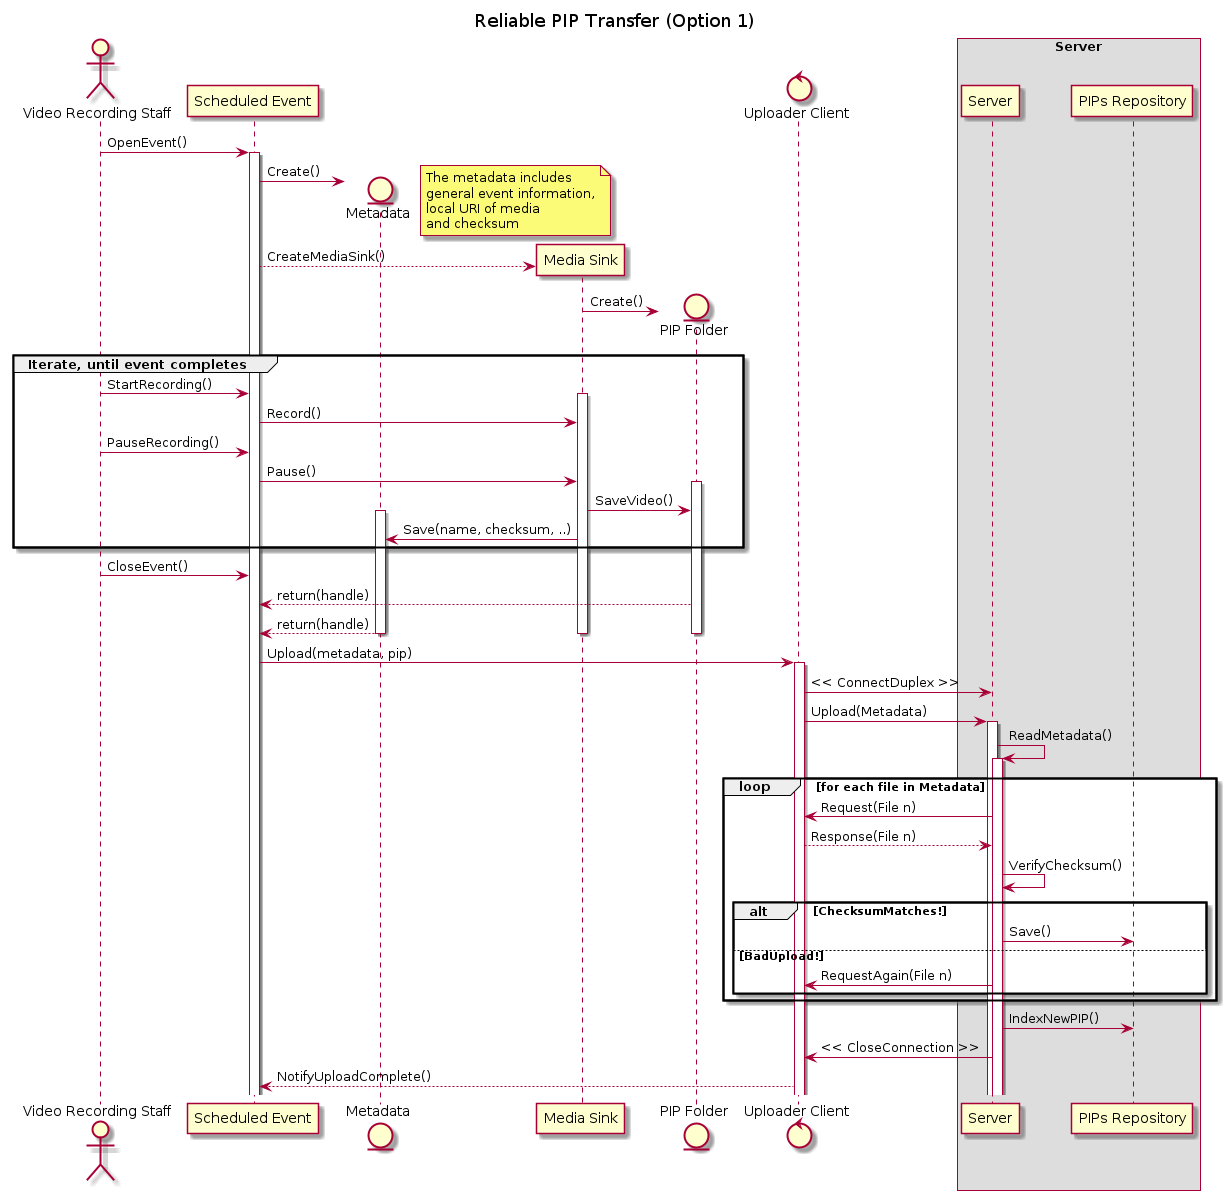 Reliable PIP Transfer (Option 1)
Server
Video Recording Staff
Scheduled Event
Uploader Client
Server
PIPs Repository
OpenEvent()
Create()
Metadata
The metadata includes
general event information,
local URI of media
and checksum
CreateMediaSink()
Media Sink
Create()
PIP Folder
Iterate, until event completes
StartRecording()
Record()
PauseRecording()
Pause()
SaveVideo()
Save(name, checksum, ..)
CloseEvent()
return(handle)
return(handle)
Upload(metadata, pip)
<< ConnectDuplex >>
Upload(Metadata)
ReadMetadata()
loop [for each file in Metadata]
Request(File n)
Response(File n)
VerifyChecksum()
alt [ChecksumMatches!]
Save()
[BadUpload!]
RequestAgain(File n)
IndexNewPIP()
<< CloseConnection >>
NotifyUploadComplete()
Video Recording Staff
Scheduled Event
Metadata
Media Sink
PIP Folder
Uploader Client
Server
PIPs Repository